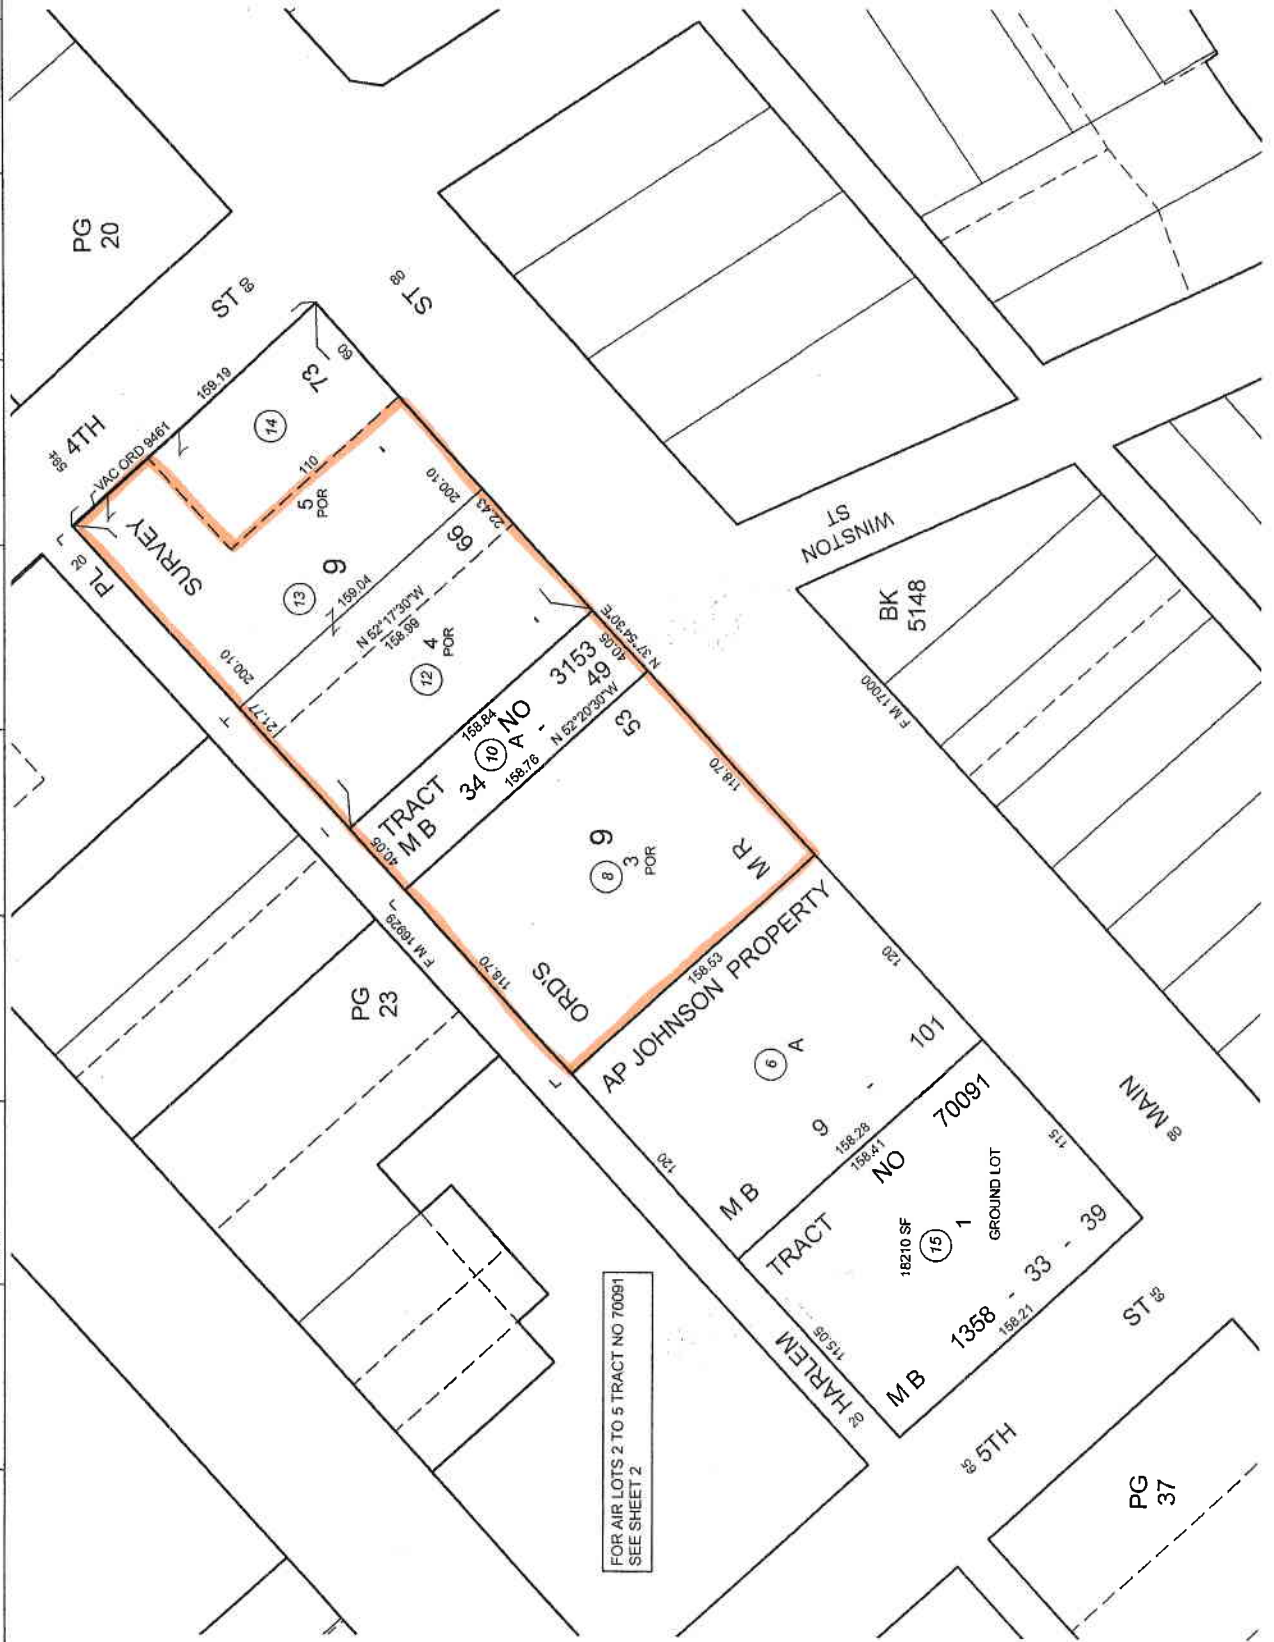 PG
20
ST 60
59± 4TH
VAC ORD 9461
159.19
14
73
60
ST 80
PL 20
SURVEY
5
POR
110
13
9
200.10
200.10
159.04
N 52°17'30"W
158.99
66
22.43
21.77
12
4
POR
WINSTON
ST
BK
5148
F M 17000
TRACT NO 3153
M B 34 - 49
10
A
158.84
158.76
N 52°20'30"W
40.05
40.05
N 37°54'30"E
F M 16929
PG
23
118.70
118.70
ORD'S
M R
53
8
9
3
POR
158.53
AP JOHNSON PROPERTY
M B 9 - 101
6
A
120
120
158.28
158.41
TRACT NO 70091
18210 SF
15
1
GROUND LOT
M B 1358 - 33 - 39
158.21
115.05
115
HARLEM
20
MAIN
80
65 5TH
ST 65
PG
37
FOR AIR LOTS 2 TO 5 TRACT NO 70091
SEE SHEET 2